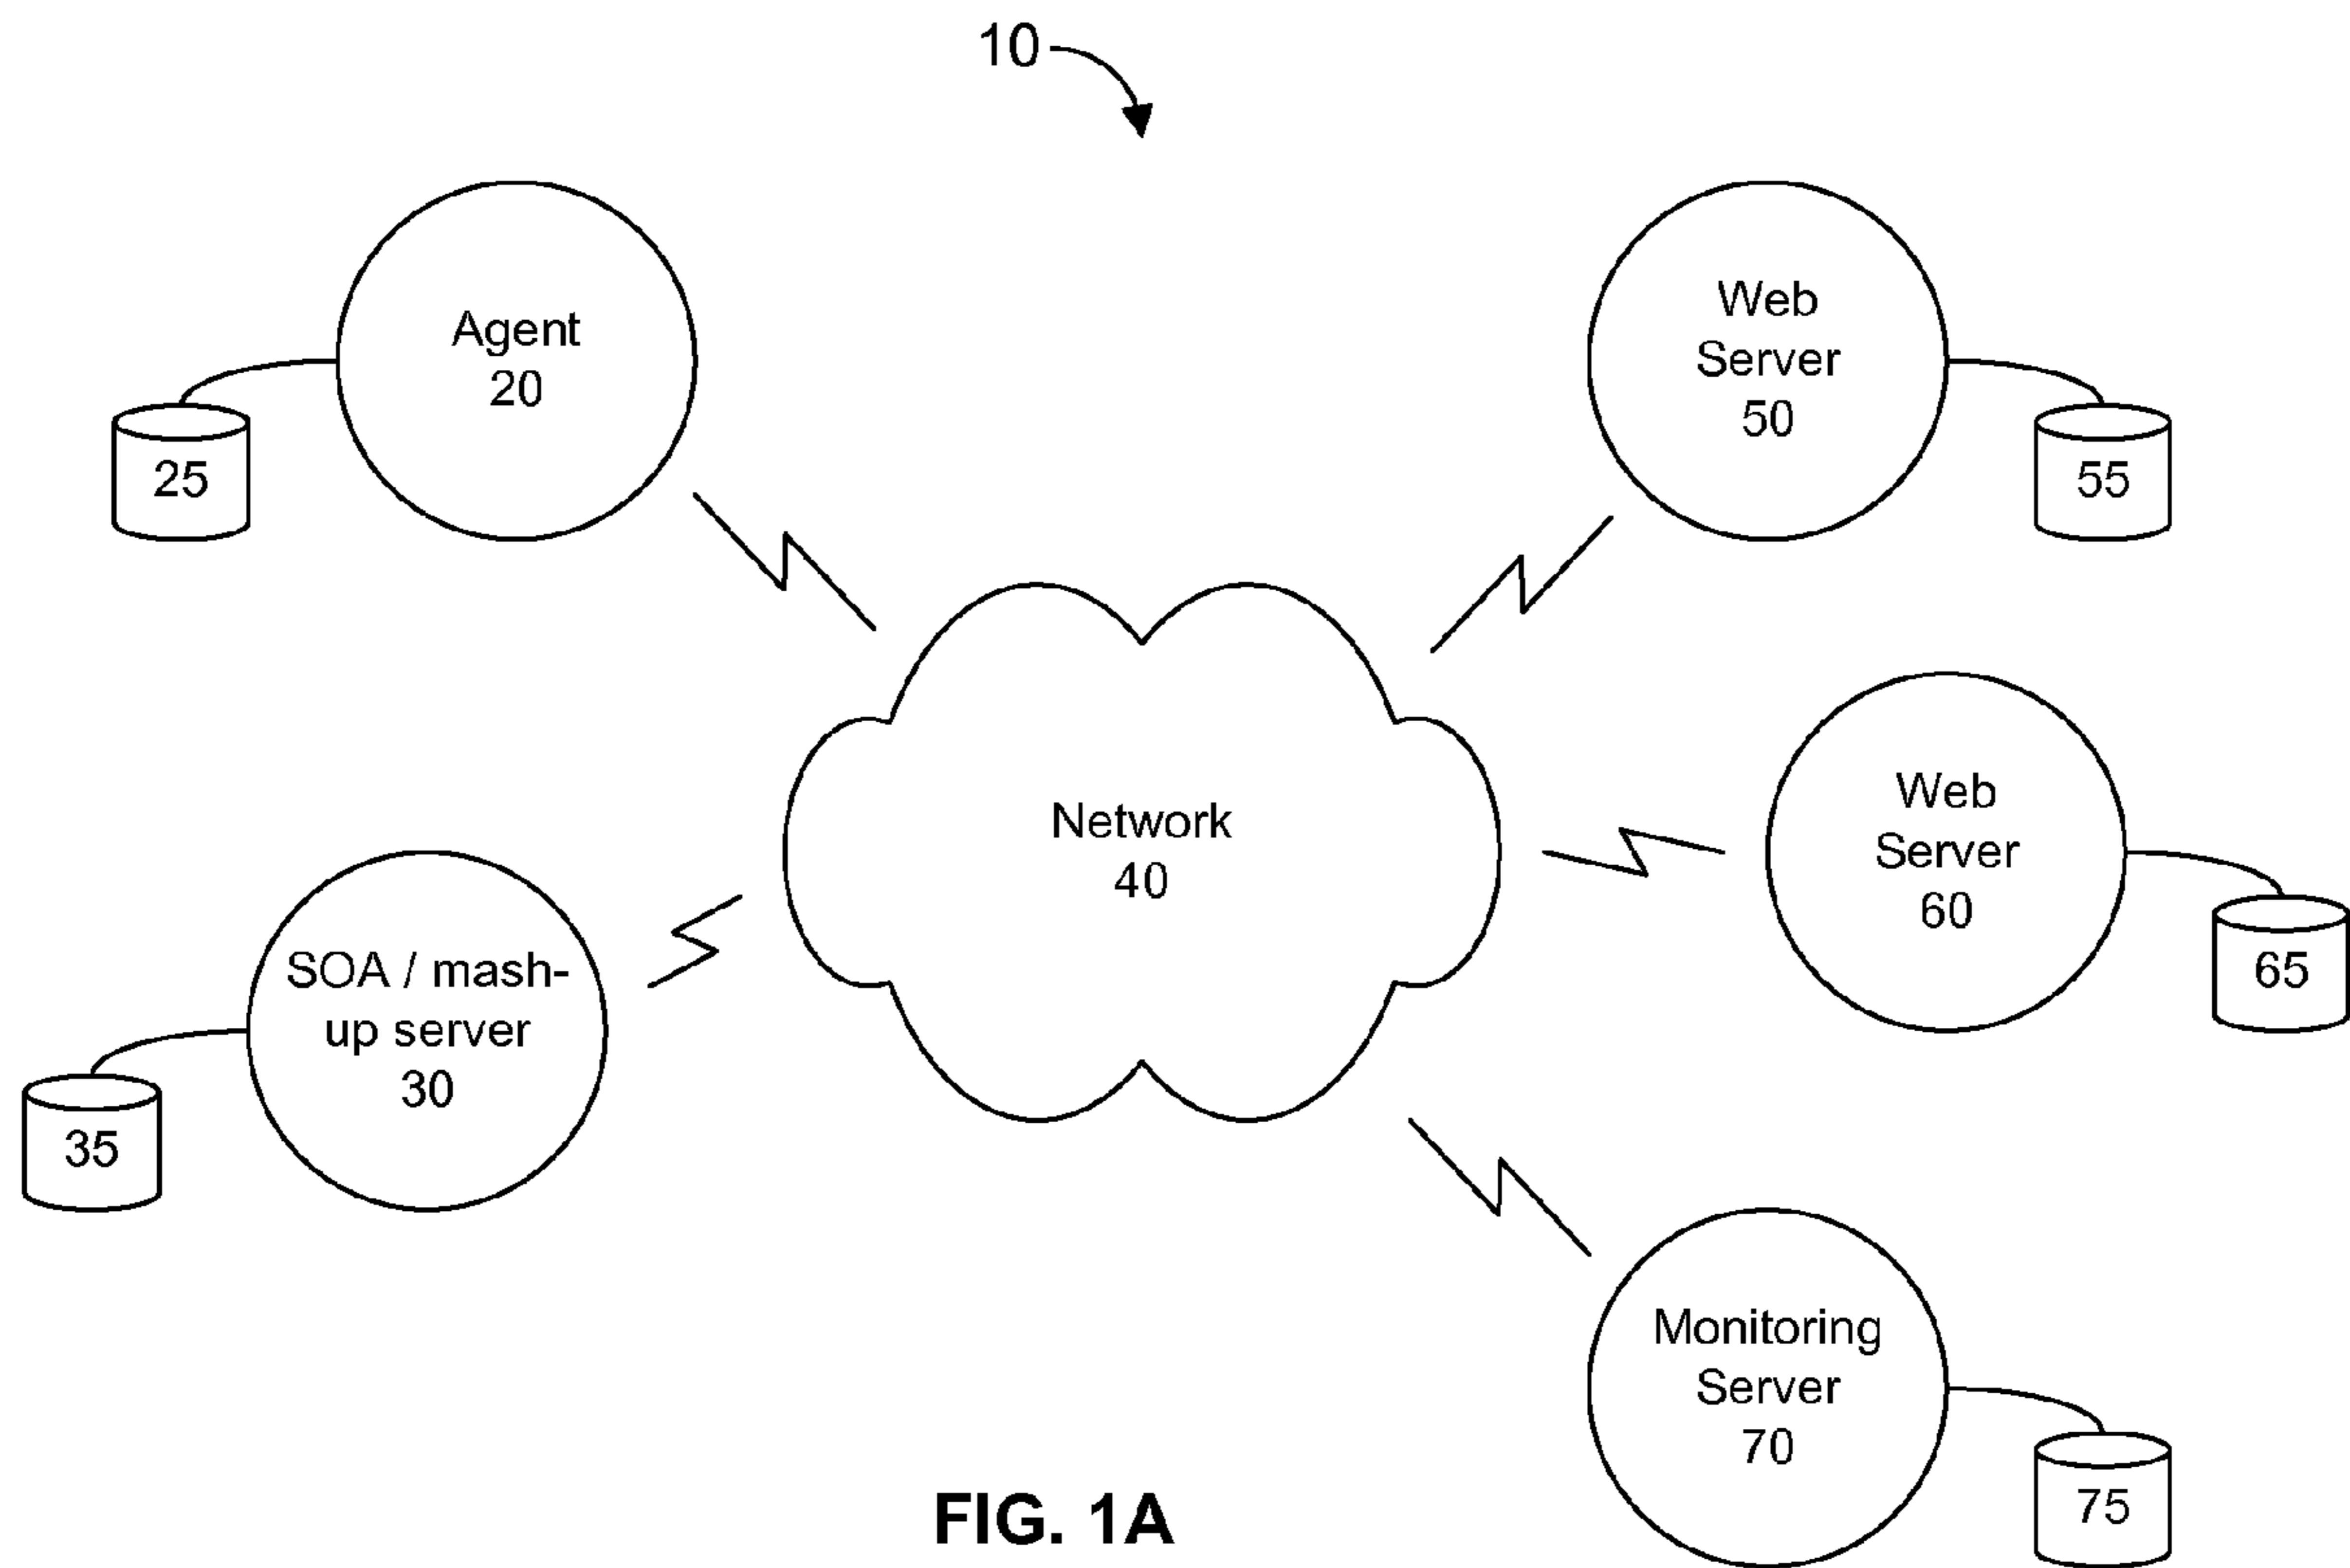 10
Agent
20
25
Web
Server
50
55
Network
40
Web
Server
60
65
SOA / mash-
up server
30
35
Monitoring
Server
70
75
FIG. 1A